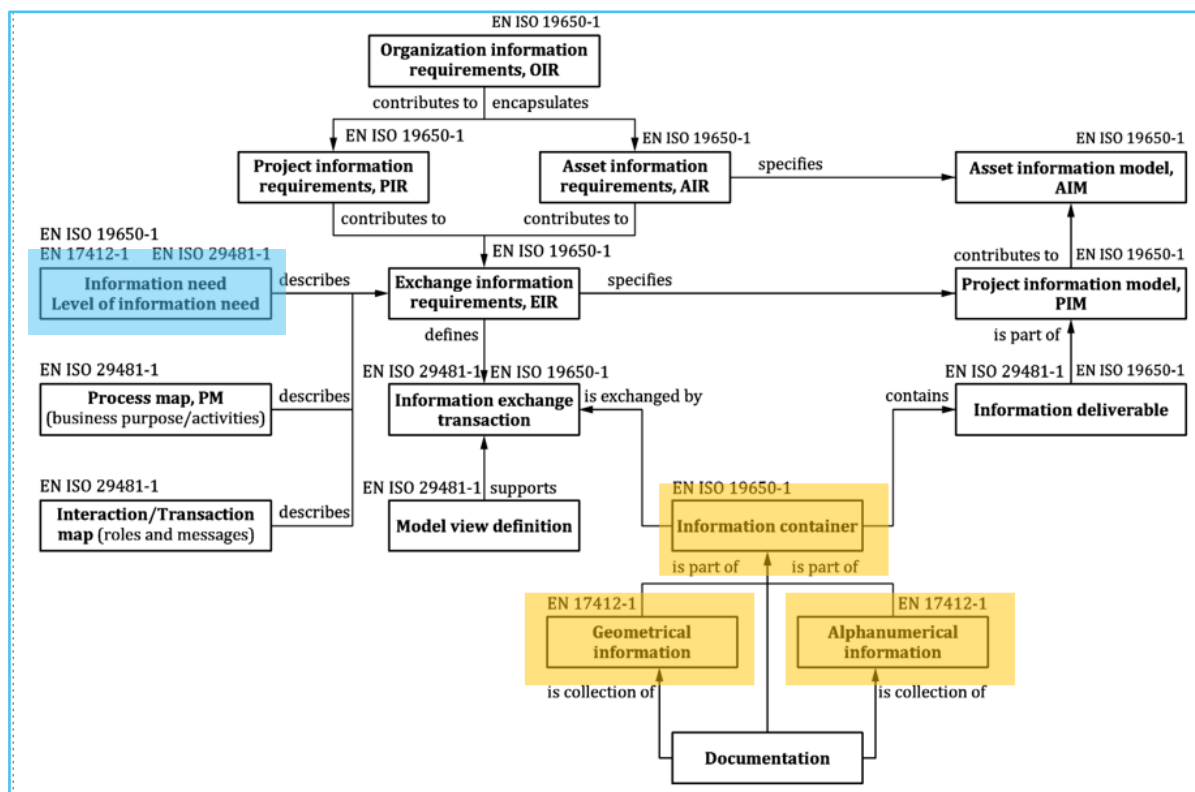 EN ISO 19650-1
Organization information
requirements, OIR
contributes to encapsulates
EN ISO 19650-1
EN ISO 19650-1
EN ISO 19650-1
Project information
requirements, PIR
Asset information
requirements, AIR
specifies
Asset information model,
AIM
contributes to
contributes to
EN ISO 19650-1
EN 17412-1 EN ISO 29481-1
Information need
Level of information need
describes
EN ISO 19650-1
Exchange information
requirements, EIR
specifies
contributes to
EN ISO 19650-1
Project information model,
PIM
defines
is part of
EN ISO 29481-1
Process map, PM
(business purpose/activities)
describes
EN ISO 29481-1 EN ISO 19650-1
Information exchange
transaction
is exchanged by
contains
EN ISO 29481-1 EN ISO 19650-1
Information deliverable
EN ISO 29481-1
Interaction/Transaction
map (roles and messages)
describes
EN ISO 29481-1 supports
Model view definition
EN ISO 19650-1
Information container
is part of is part of
EN 17412-1
Geometrical
information
EN 17412-1
Alphanumerical
information
is collection of
is collection of
Documentation